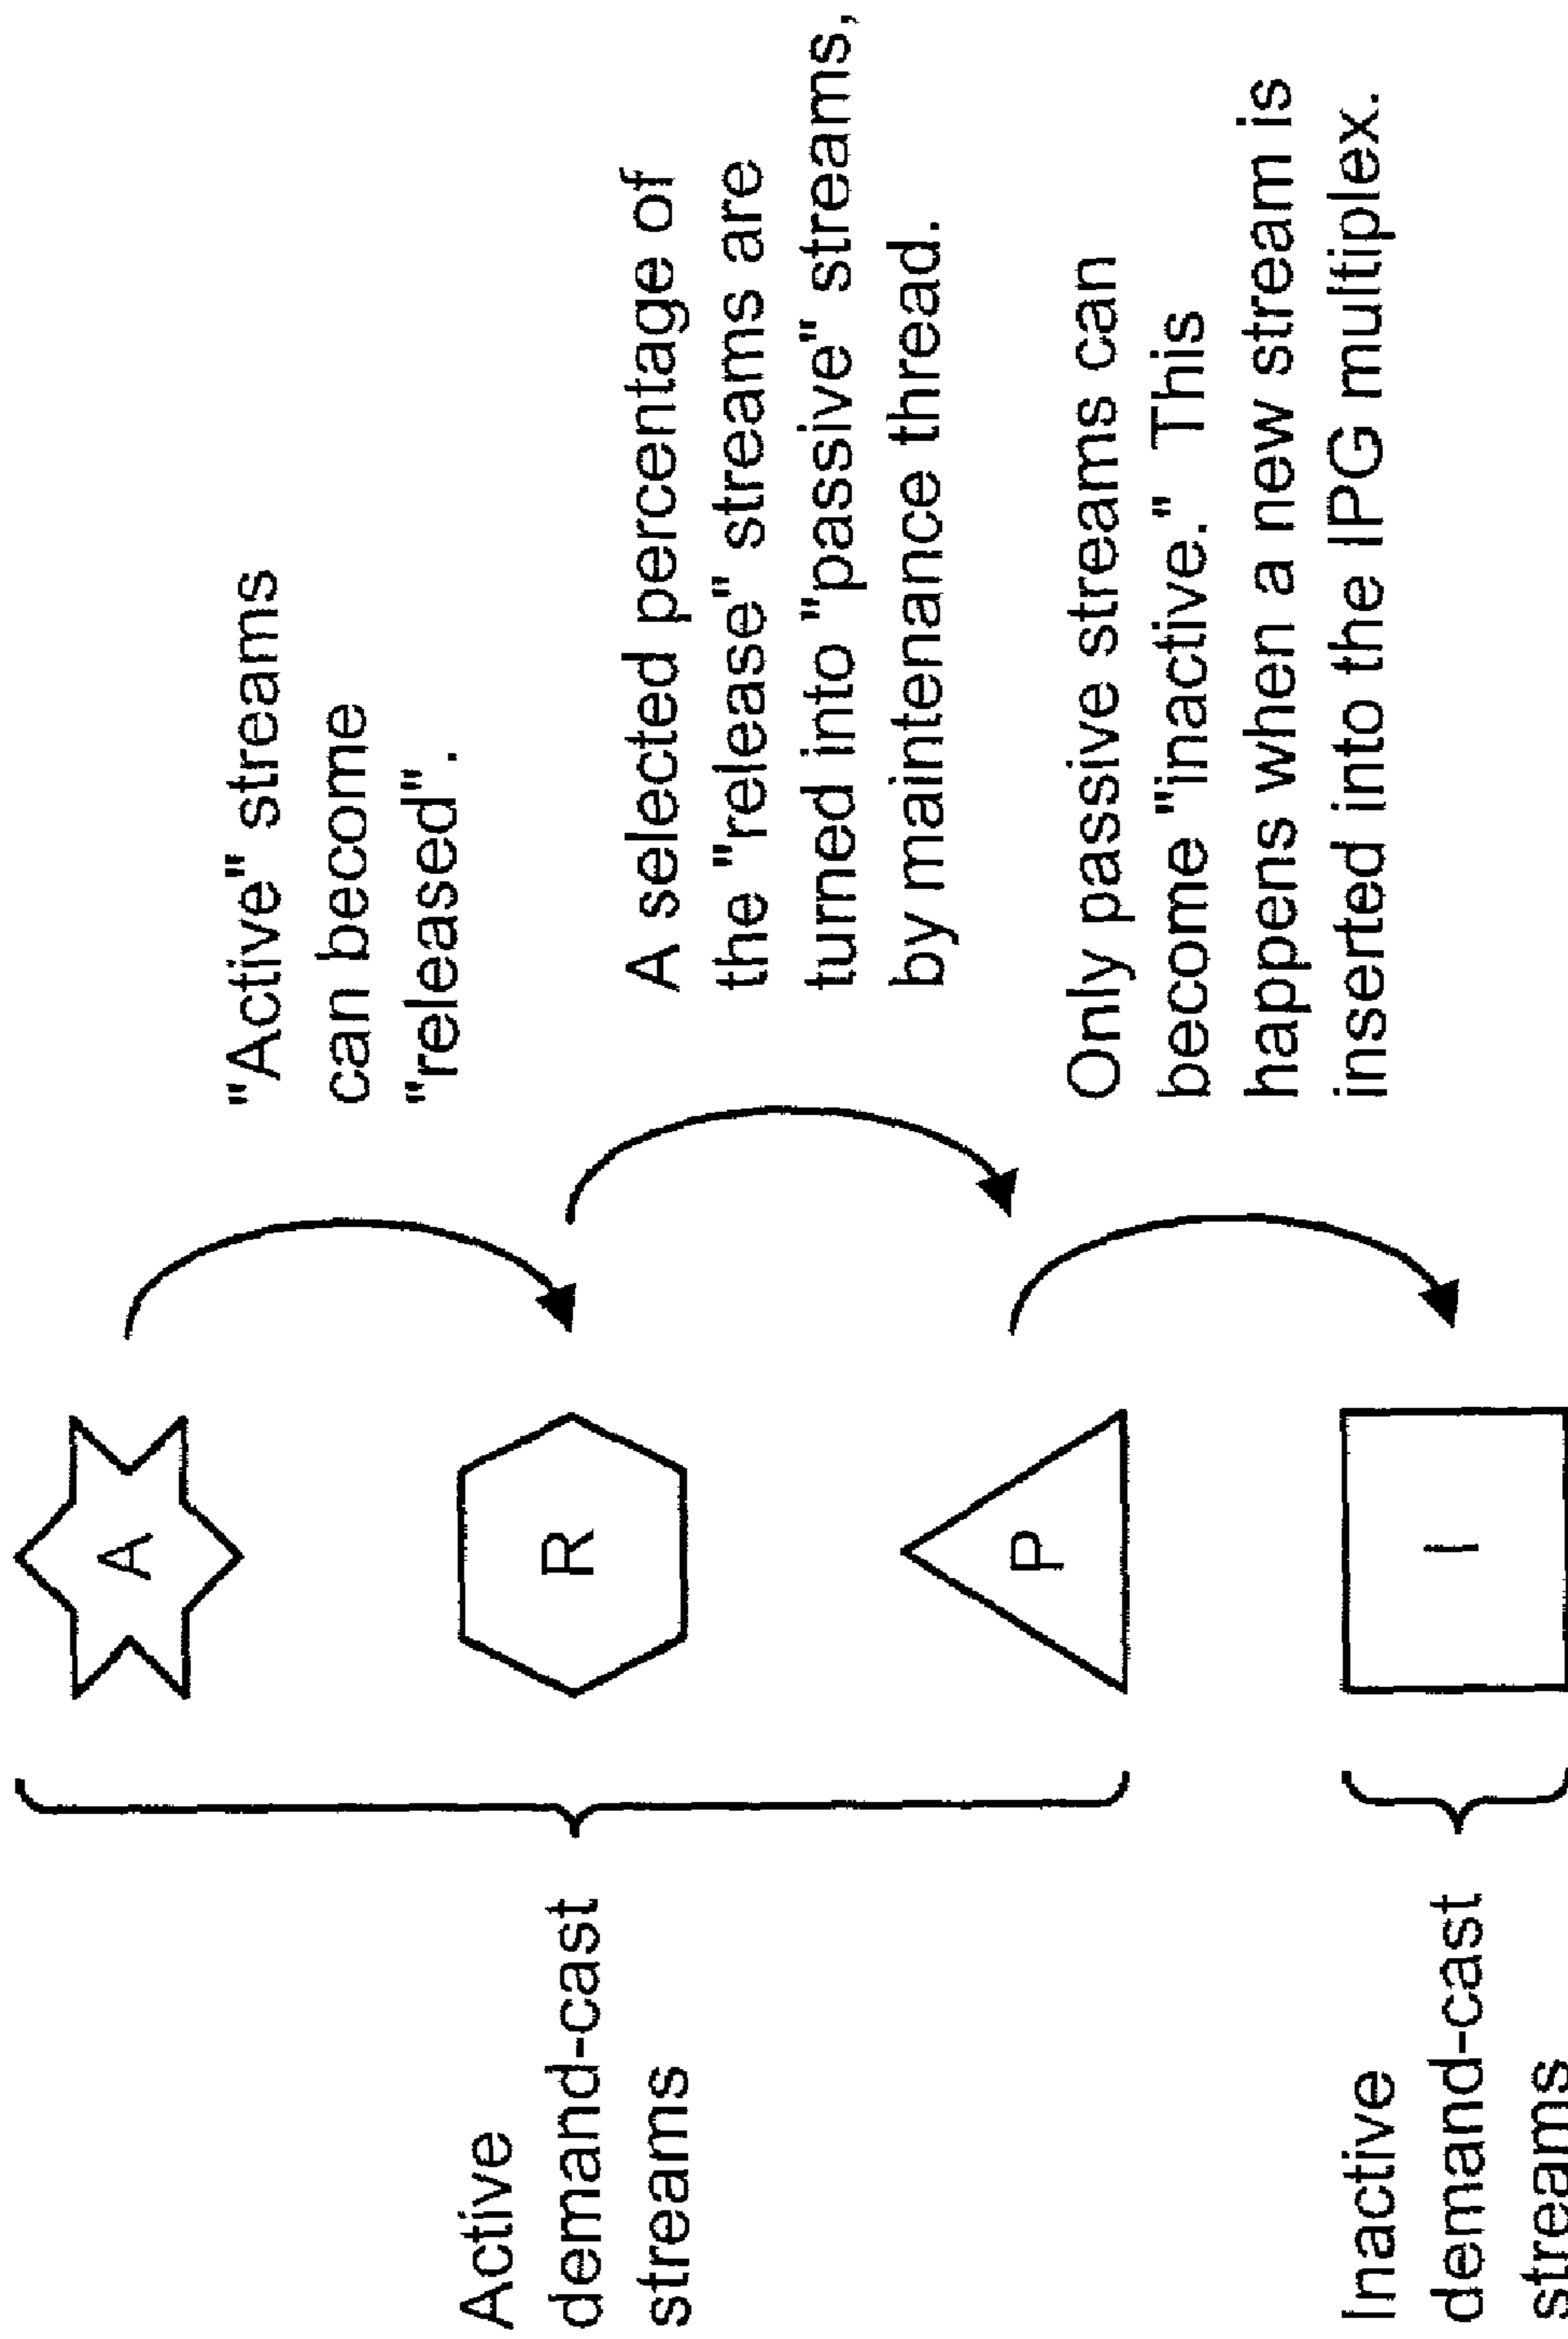 Active
demand-cast
streams
A
R
P
"Active" streams
can become
"released".
A selected percentage of
the "release" streams are
turned into "passive" streams,
by maintenance thread.
Inactive
demand-cast
streams
I
Only passive streams can
become "inactive." This
happens when a new stream is
inserted into the IPG multiplex.